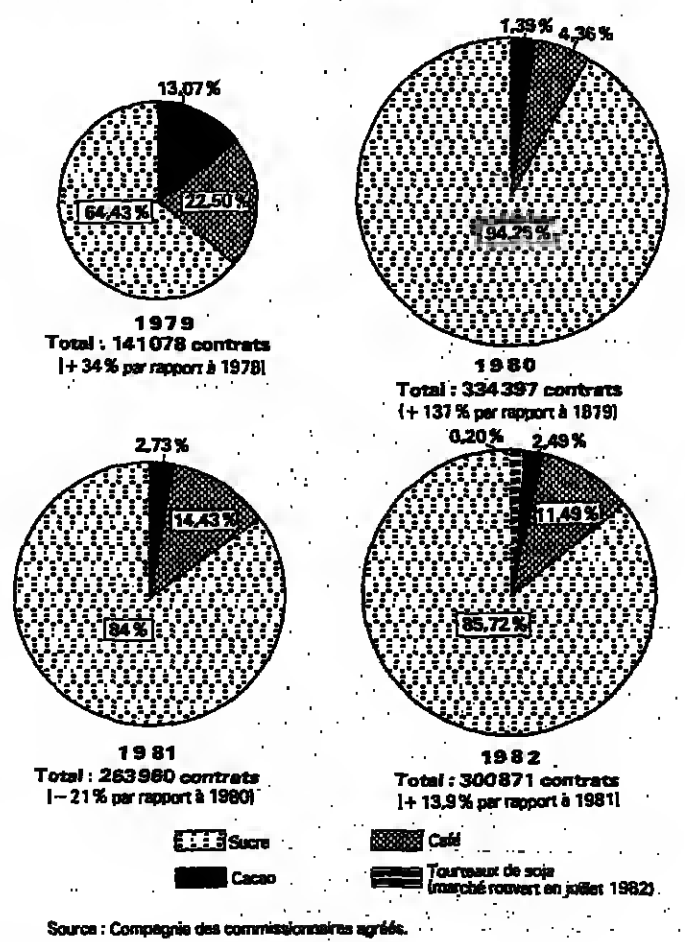 13,07 %
22,50 %
64,43 %
1979
Total : 141 078 contrats
[+ 34 % par rapport à 1978]
1,39 % 4,36 %
94,25 %
1980
Total : 334 397 contrats
(+ 137 % par rapport à 1979)
2,73 %
14,43 %
84 %
1981
Total : 263 960 contrats
[– 21 % par rapport à 1980]
0,20 % 2,49 %
11,49 %
85,72 %
1982
Total : 300 871 contrats
[+ 13,9 % par rapport à 1981]
Sucre
Café
Cacao
Tourteaux de soja
(marché rouvert en juillet 1982)
Source : Compagnie des commissionnaires agréés.